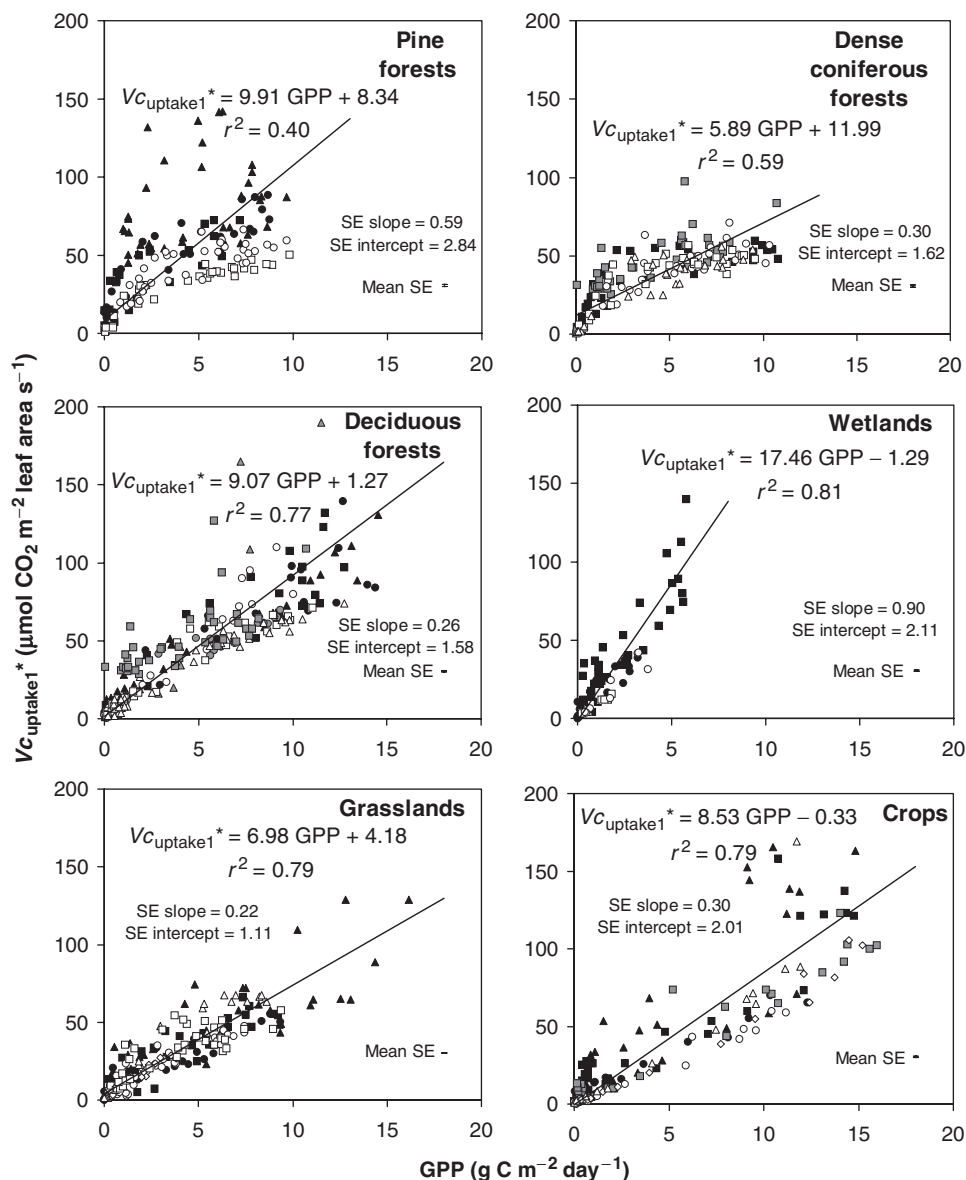 Vc_uptake1* (µmol CO₂ m⁻² leaf area s⁻¹)
200
150
100
50
0
Pine
forests
Vc_uptake1* = 9.91 GPP + 8.34
r² = 0.40
SE slope = 0.59
SE intercept = 2.84
Mean SE
0 5 10 15 20
200
150
100
50
0
Dense
coniferous
forests
Vc_uptake1* = 5.89 GPP + 11.99
r² = 0.59
SE slope = 0.30
SE intercept = 1.62
Mean SE
0 5 10 15 20
200
150
100
50
0
Deciduous
forests
Vc_uptake1* = 9.07 GPP + 1.27
r² = 0.77
SE slope = 0.26
SE intercept = 1.58
Mean SE
0 5 10 15 20
200
150
100
50
0
Wetlands
Vc_uptake1* = 17.46 GPP − 1.29
r² = 0.81
SE slope = 0.90
SE intercept = 2.11
Mean SE
0 5 10 15 20
200
150
100
50
0
Grasslands
Vc_uptake1* = 6.98 GPP + 4.18
r² = 0.79
SE slope = 0.22
SE intercept = 1.11
Mean SE
0 5 10 15 20
200
150
100
50
0
Crops
Vc_uptake1* = 8.53 GPP − 0.33
r² = 0.79
SE slope = 0.30
SE intercept = 2.01
Mean SE
0 5 10 15 20
GPP (g C m⁻² day⁻¹)